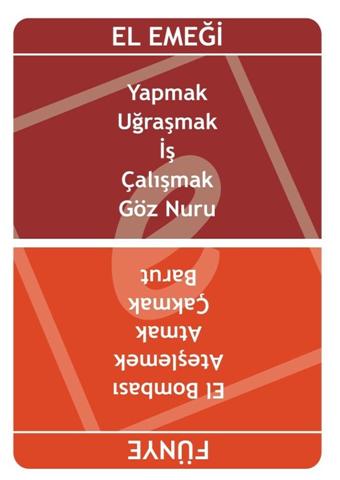 EL EMEĞİ
Yapmak
Uğraşmak
İş
Çalışmak
Göz Nuru
FÜNYE
El Bombası
Ateşlemek
Atmak
Çakmak
Barut